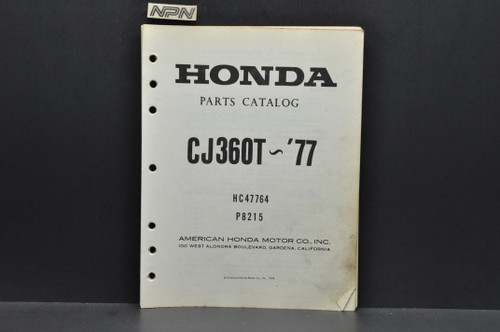 NPN
HONDA
PARTS CATALOG
CJ360T ~ '77
HC47764
P8215
AMERICAN HONDA MOTOR CO., INC.
100 WEST ALONDRA BOULEVARD, GARDENA, CALIFORNIA